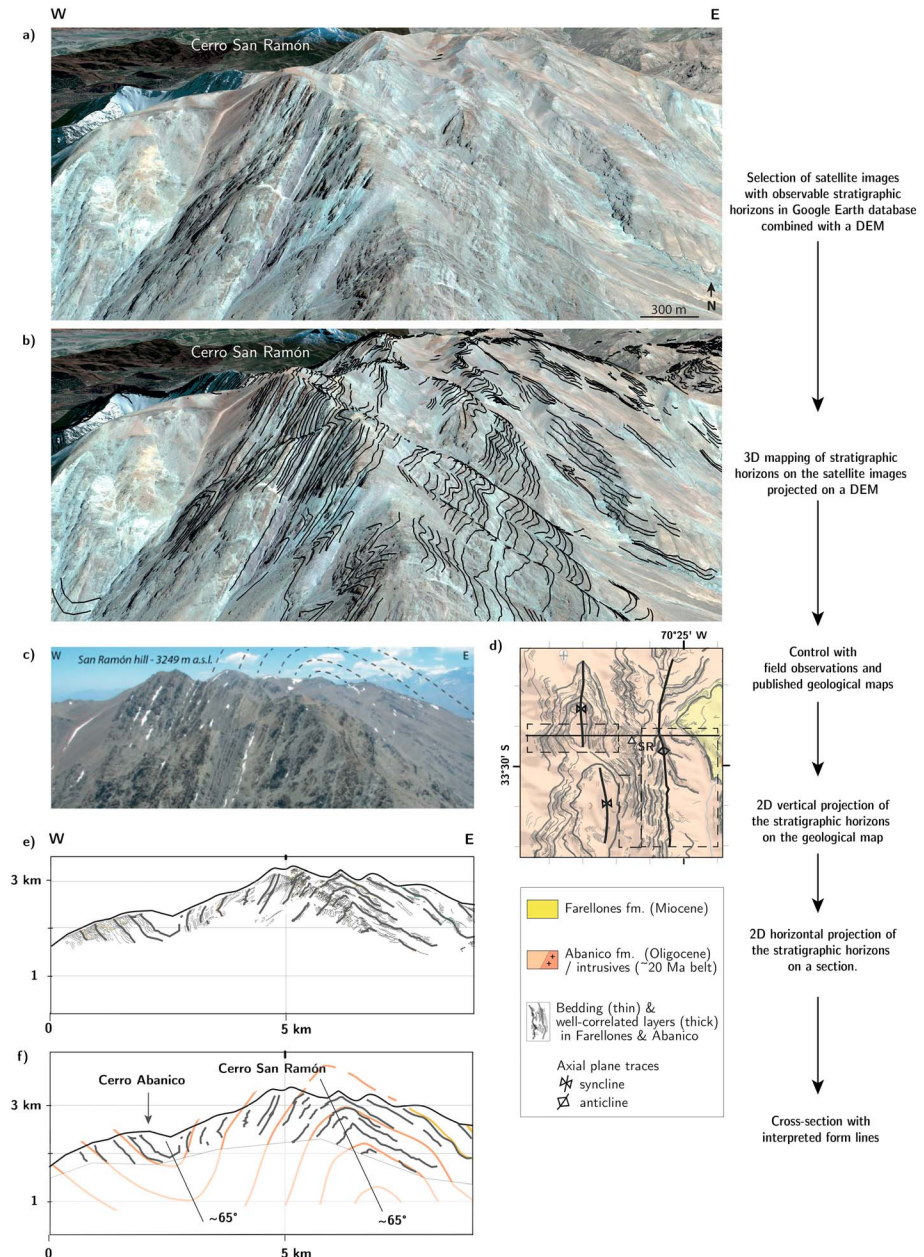 W
E
a)
Cerro San Ramón
300 m
N
Selection of satellite images
with observable stratigraphic
horizons in Google Earth database
combined with a DEM
b)
Cerro San Ramón
3D mapping of stratigraphic
horizons on the satellite images
projected on a DEM
c)
W
San Ramón hill - 3249 m a.s.l
E
d)
70°25' W
SR
33°30' S
Control with
field observations and
published geological maps
2D vertical projection of
the stratigraphic horizons
on the geological map
e)
W
E
3 km
1
0
5 km
Farellones fm. (Miocene)
Abanico fm. (Oligocene)
/ intrusives (~20 Ma belt)
Bedding (thin) &
well-correlated layers (thick)
in Farellones & Abanico
Axial plane traces
syncline
anticline
2D horizontal projection of
the stratigraphic horizons
on a section.
f)
Cerro Abanico
Cerro San Ramón
3 km
1
~65°
~65°
0
5 km
Cross-section with
interpreted form lines